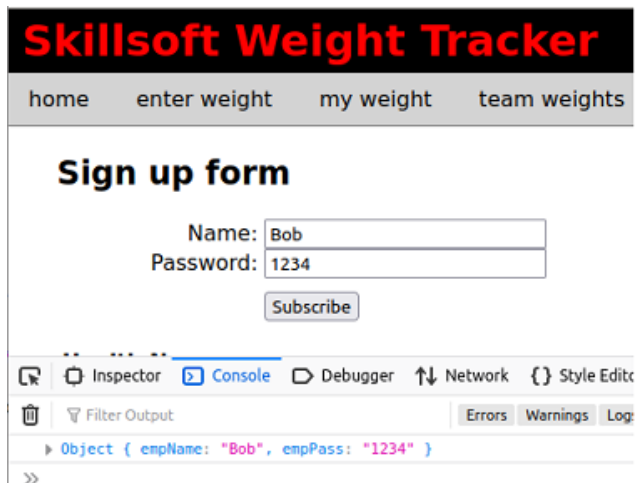 Skillsoft Weight Tracker
home enter weight my weight team weights
Sign up form
Name: Bob
Password: 1234
Subscribe
Inspector Console Debugger Network {} Style Edito
Filter Output Errors Warnings Logs
Object { empName: "Bob", empPass: "1234" }
>>